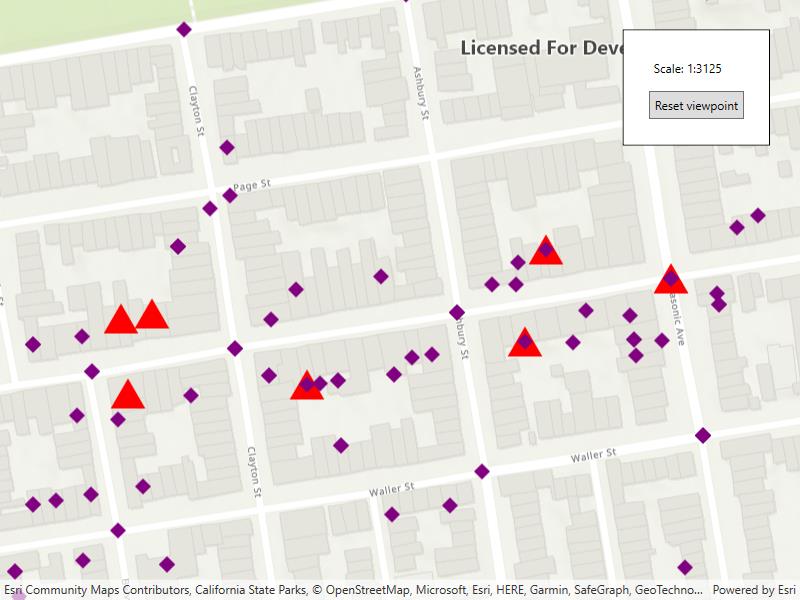 Licensed For Deve
Scale: 1:3125
Reset viewpoint
Clayton St
Ashbury St
Page St
asonic Ave
hbury St
Clayton St
Waller St
Waller St
Esri Community Maps Contributors, California State Parks, © OpenStreetMap, Microsoft, Esri, HERE, Garmin, SafeGraph, GeoTechno... Powered by Esri